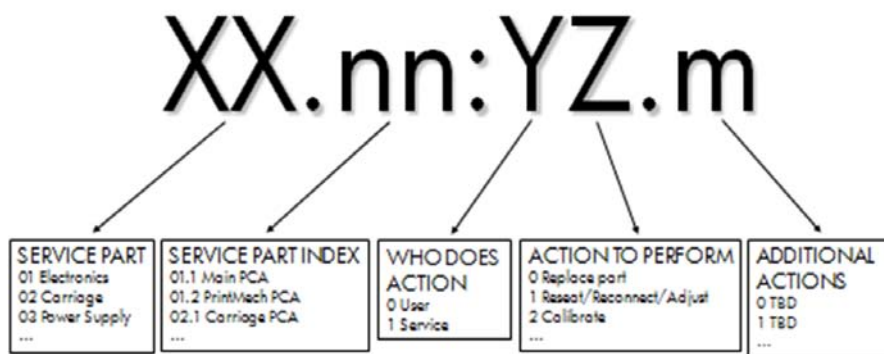 XX.nn:YZ.m
SERVICE PART
01 Electronics
02 Carriage
03 Power Supply
...
SERVICE PART INDEX
01.1 Main PCA
01.2 PrintMech PCA
02.1 Carriage PCA
...
WHO DOES
ACTION
0 User
1 Service
ACTION TO PERFORM
0 Replace part
1 Reseat/Reconnect/Adjust
2 Calibrate
...
ADDITIONAL
ACTIONS
0 TBD
1 TBD
...